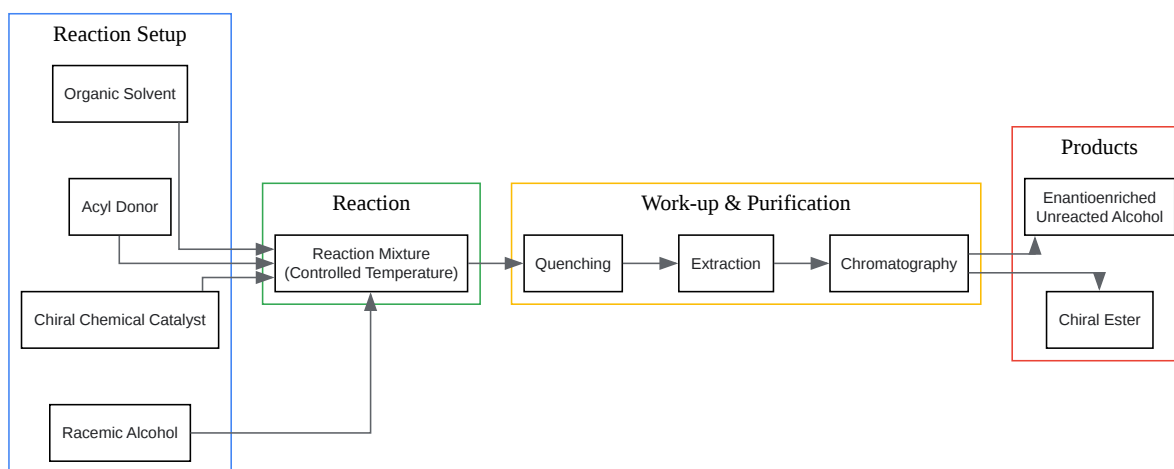 Reaction Setup
Organic Solvent
Acyl Donor
Chiral Chemical Catalyst
Racemic Alcohol
Reaction
Reaction Mixture
(Controlled Temperature)
Work-up & Purification
Quenching
Extraction
Chromatography
Products
Enantioenriched
Unreacted Alcohol
Chiral Ester